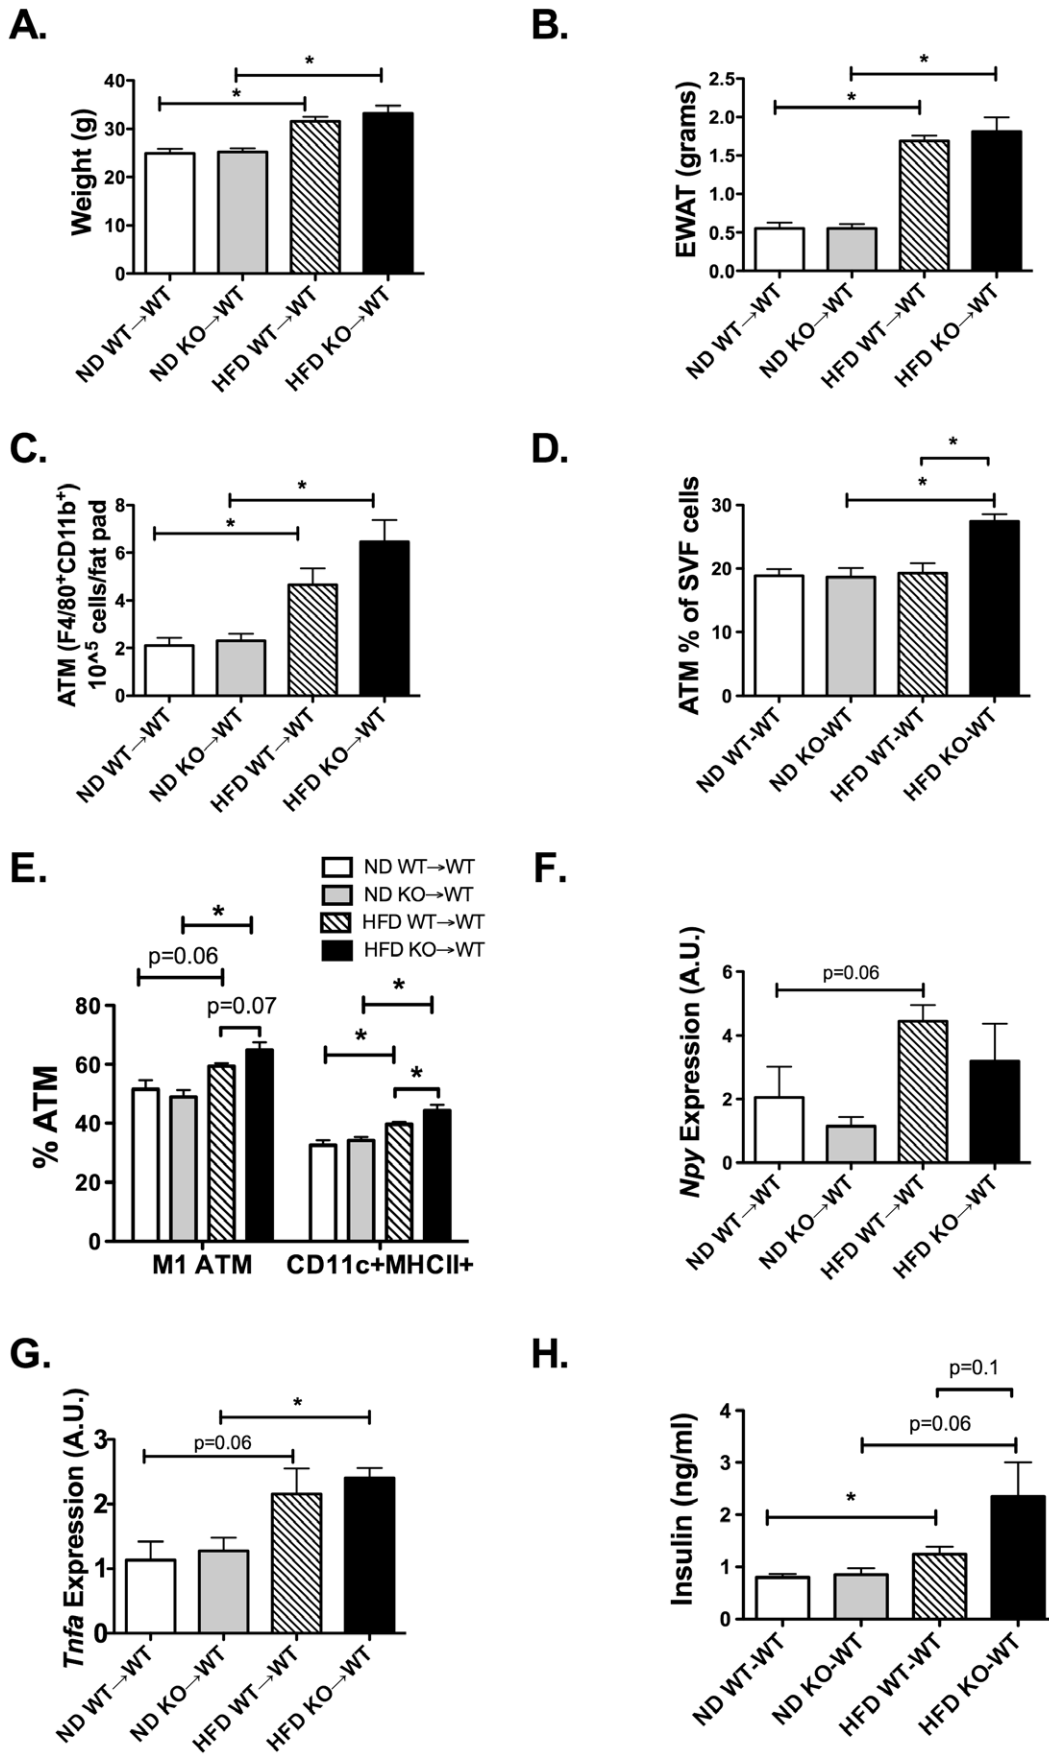 A.
*
*
Weight (g)
40
30
20
10
0
ND WT→WT
ND KO→WT
HFD WT→WT
HFD KO→WT
B.
*
*
EWAT (grams)
2.5
2.0
1.5
1.0
0.5
0.0
ND WT→WT
ND KO→WT
HFD WT→WT
HFD KO→WT
C.
*
*
ATM (F4/80⁺CD11b⁺)
10^5 cells/fat pad
8
6
4
2
0
ND WT→WT
ND KO→WT
HFD WT→WT
HFD KO→WT
D.
*
*
ATM % of SVF cells
30
20
10
0
ND WT-WT
ND KO-WT
HFD WT-WT
HFD KO-WT
E.
ND WT→WT
ND KO→WT
HFD WT→WT
HFD KO→WT
*
p=0.06
p=0.07
*
*
*
% ATM
80
60
40
20
0
M1 ATM
CD11c+MHCII+
F.
p=0.06
Npy Expression (A.U.)
6
4
2
0
ND WT→WT
ND KO→WT
HFD WT→WT
HFD KO→WT
G.
*
p=0.06
Tnfa Expression (A.U.)
3
2
1
0
ND WT→WT
ND KO→WT
HFD WT→WT
HFD KO→WT
H.
p=0.1
p=0.06
*
Insulin (ng/ml)
4
3
2
1
0
ND WT-WT
ND KO-WT
HFD WT-WT
HFD KO-WT